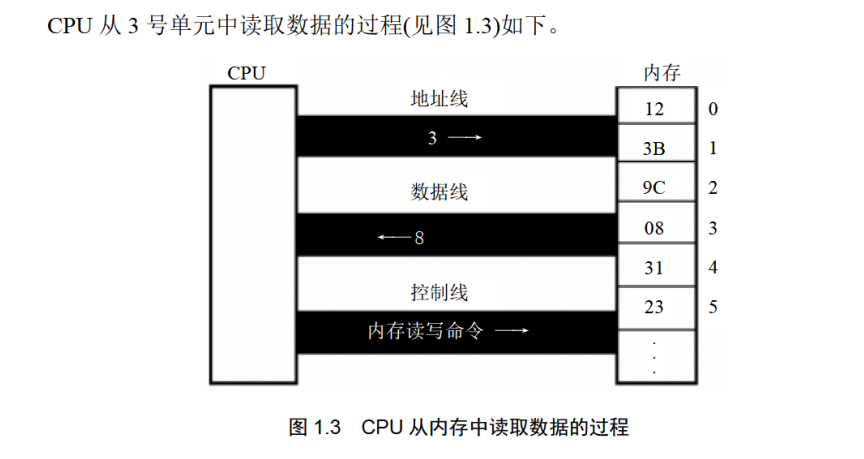 CPU 从 3 号单元中读取数据的过程(见图 1.3)如下。
CPU
内存
地址线
12 0
3 →
3B 1
数据线
9C 2
←8
08 3
31 4
控制线
23 5
内存读写命令 →
图 1.3 CPU 从内存中读取数据的过程